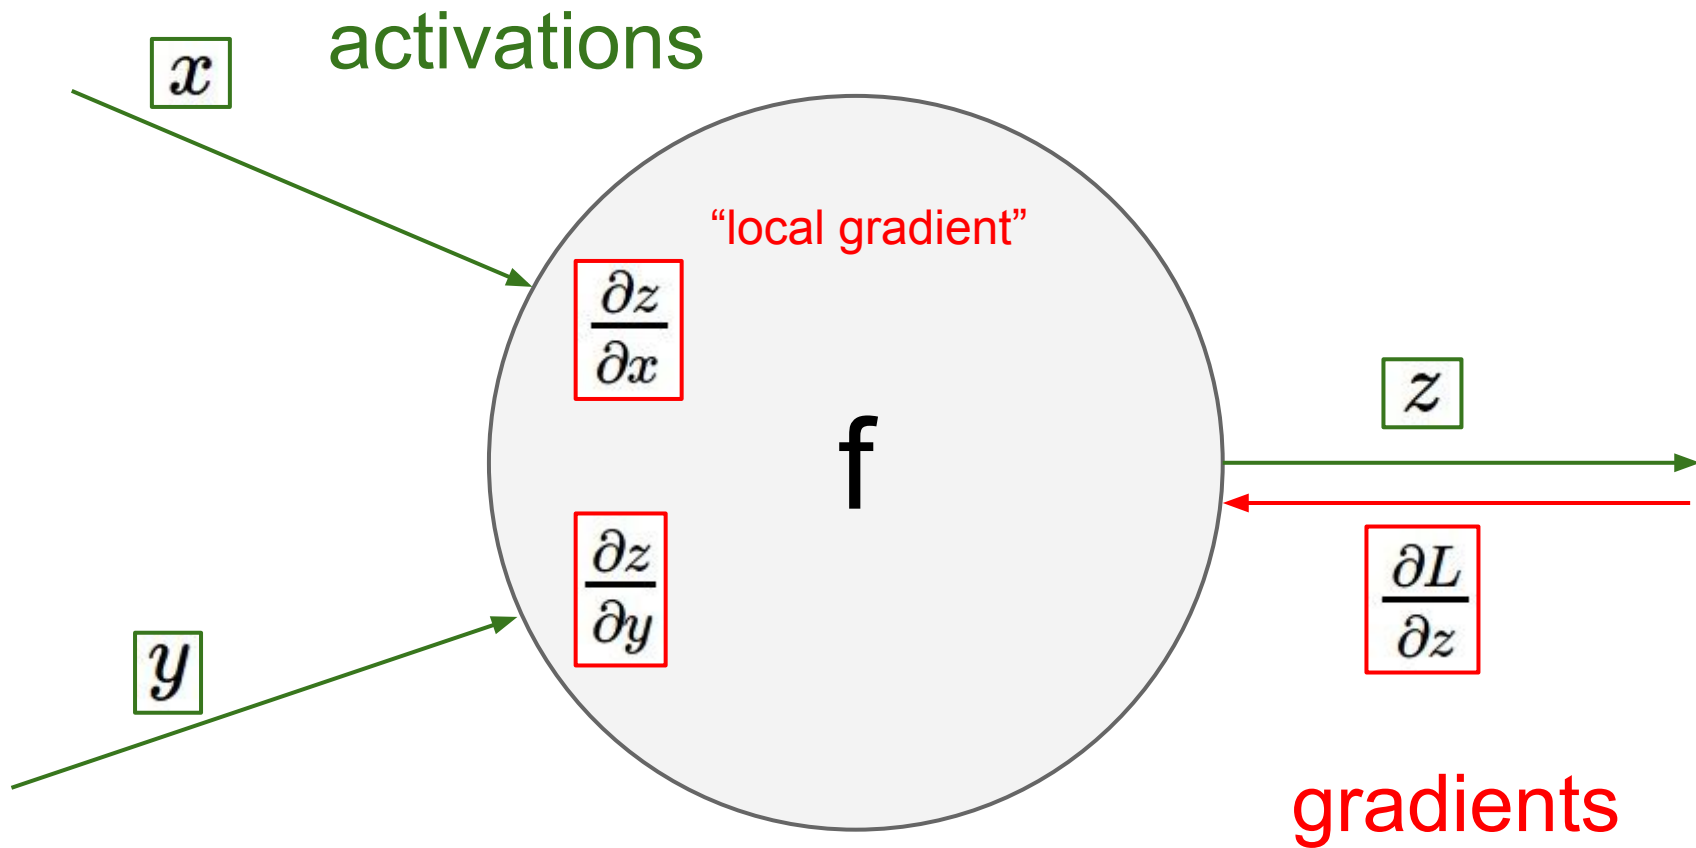 activations
x
“local gradient”
∂z
∂x
f
z
∂z
∂y
∂L
∂z
y
gradients